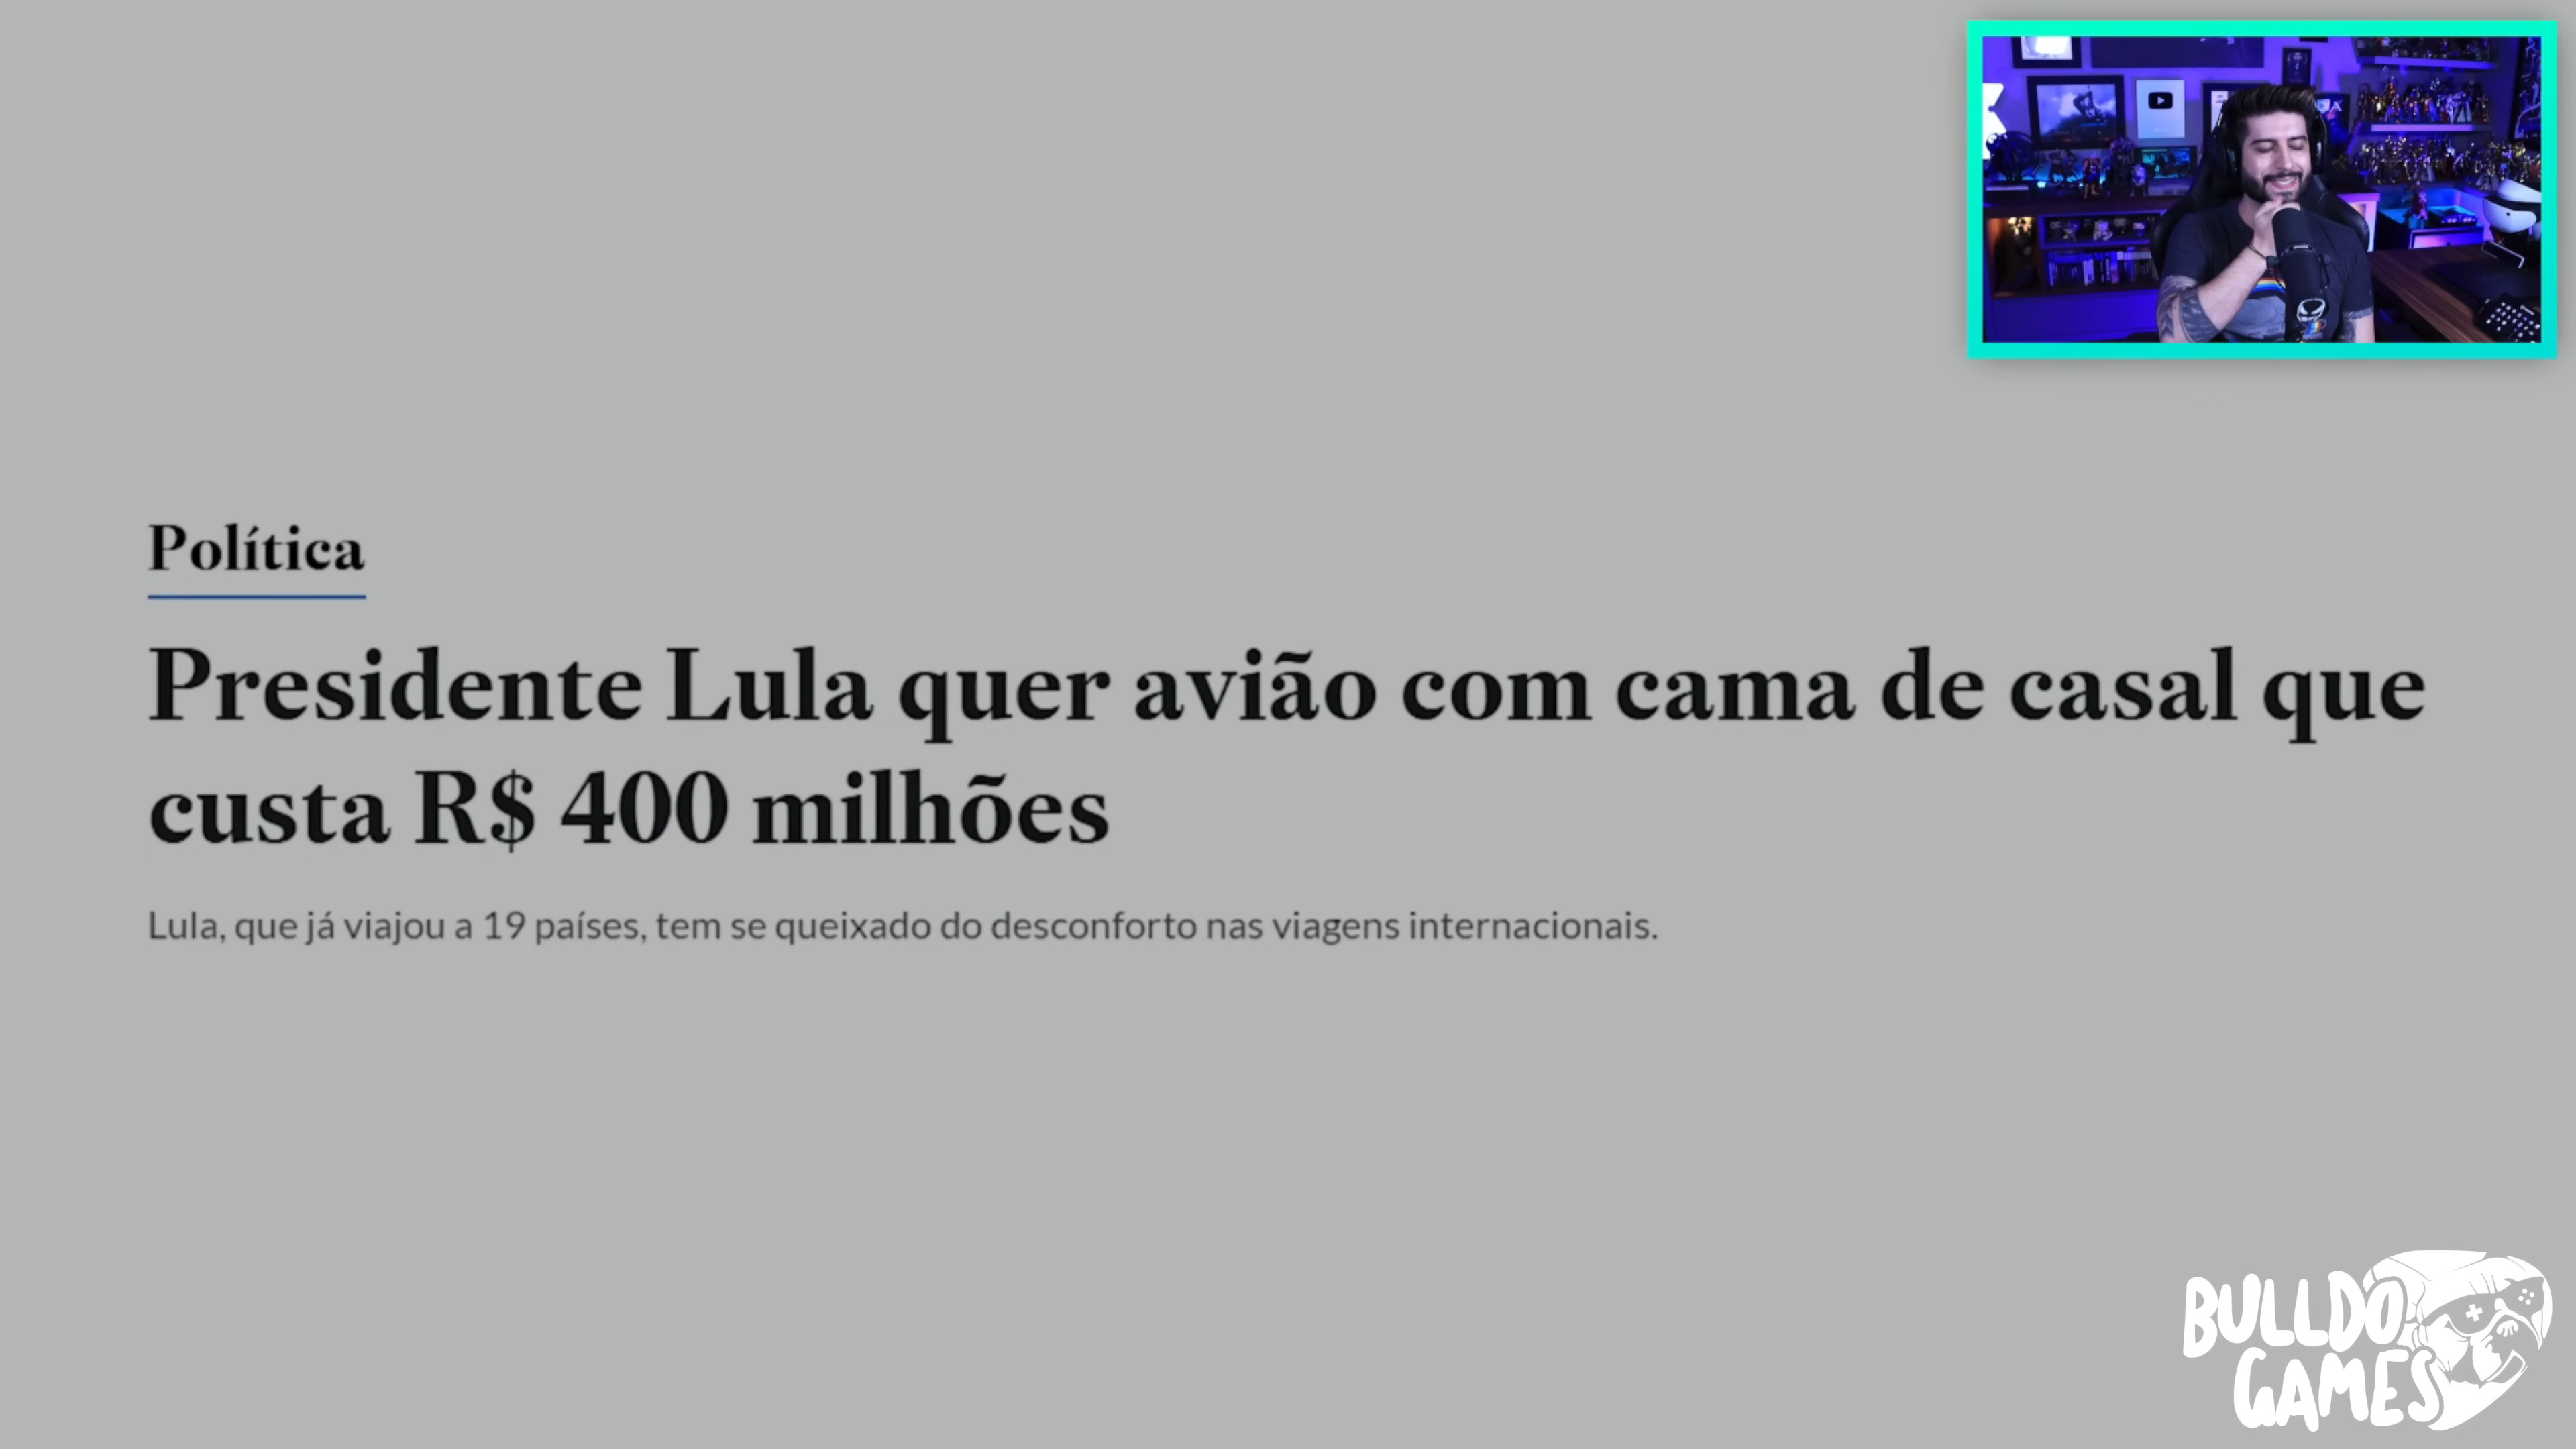 Política
Presidente Lula quer avião com cama de casal que
custa R$ 400 milhões
Lula, que já viajou a 19 países, tem se queixado do desconforto nas viagens internacionais.
BULLDOG
GAMES